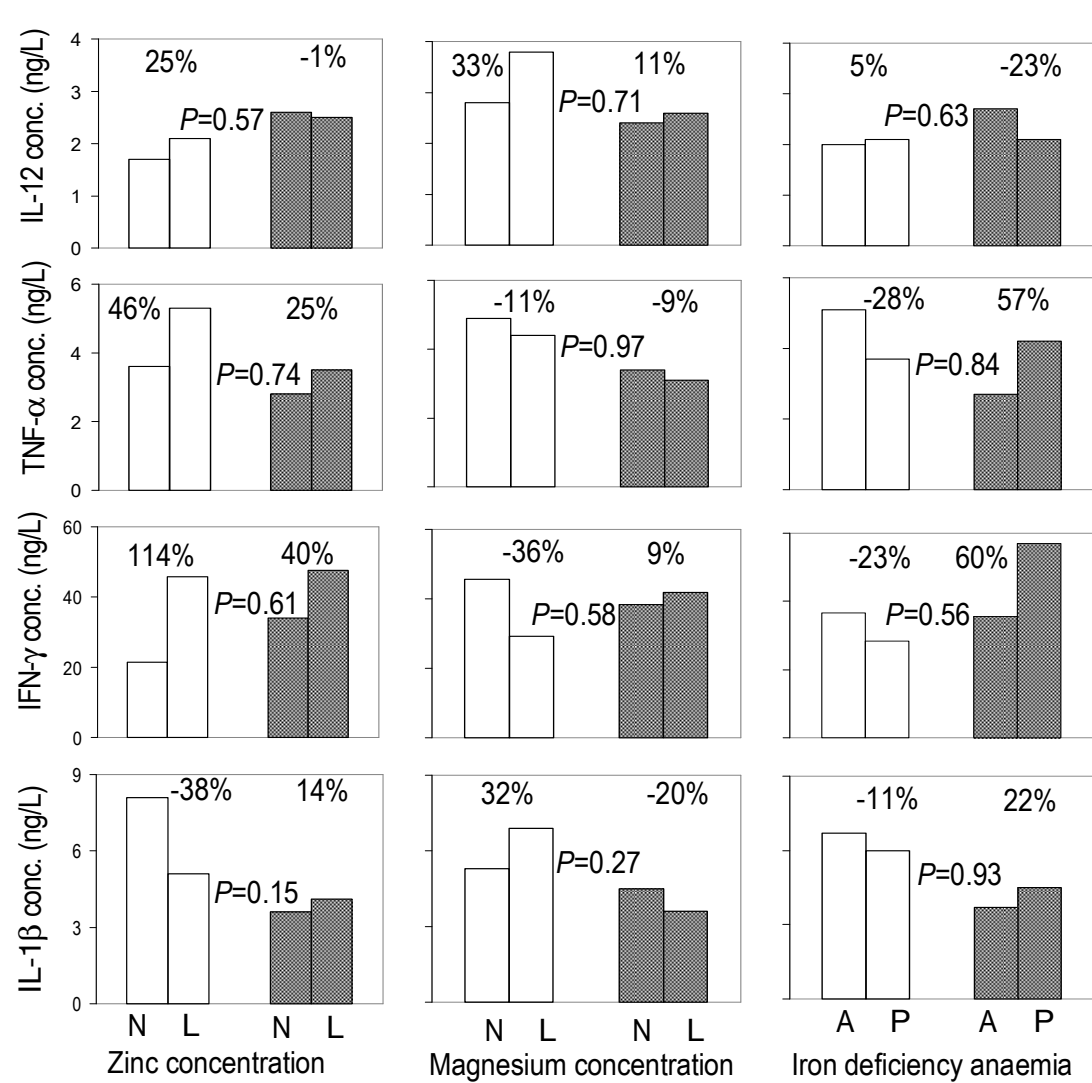 IL-12 conc. (ng/L)
4
3
2
1
0
25%
-1%
P=0.57
33%
11%
P=0.71
5%
-23%
P=0.63
TNF-α conc. (ng/L)
6
4
2
0
46%
25%
P=0.74
-11%
-9%
P=0.97
-28%
57%
P=0.84
IFN-γ conc. (ng/L)
60
40
20
0
114%
40%
P=0.61
-36%
9%
P=0.58
-23%
60%
P=0.56
IL-1β conc. (ng/L)
9
6
3
0
-38%
14%
P=0.15
32%
-20%
P=0.27
-11%
22%
P=0.93
N L N L
Zinc concentration
N L N L
Magnesium concentration
A P A P
Iron deficiency anaemia